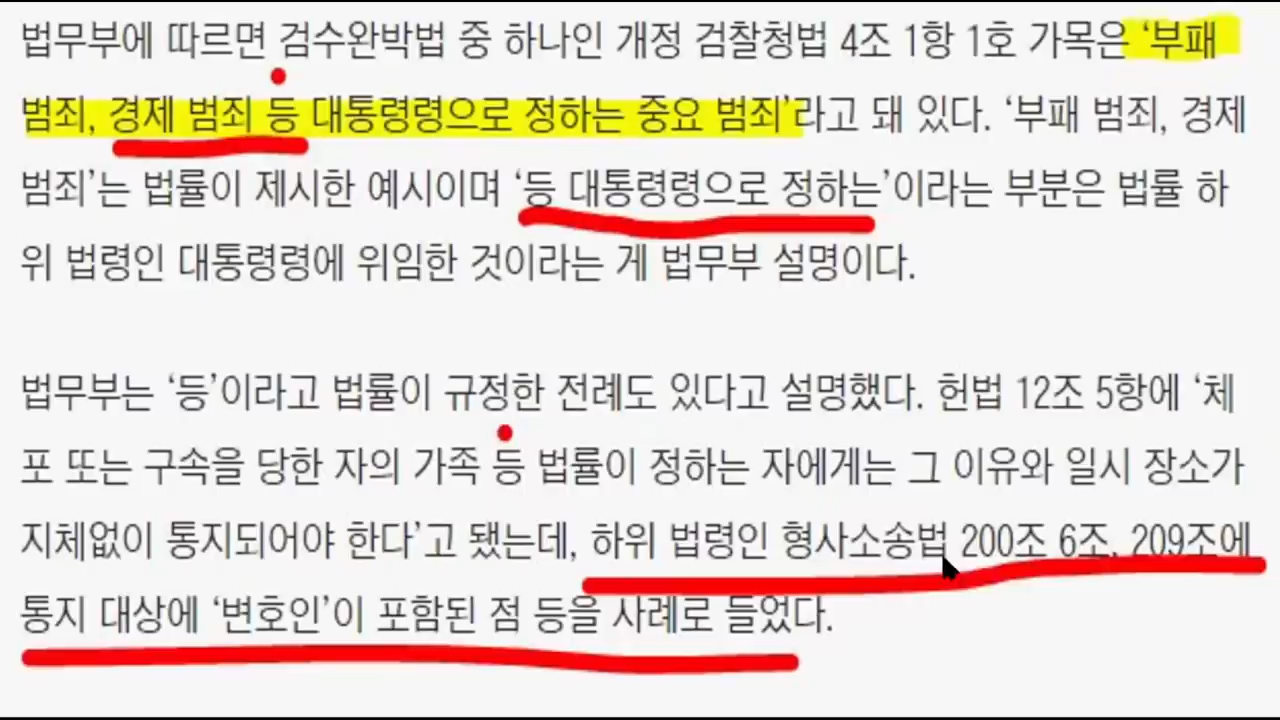 법무부에 따르면 검수완박법 중 하나인 개정 검찰청법 4조 1항 1호 가목은 ‘부패
범죄, 경제 범죄 등 대통령령으로 정하는 중요 범죄’라고 돼 있다. ‘부패 범죄, 경제
범죄’는 법률이 제시한 예시이며 ‘등 대통령령으로 정하는’이라는 부분은 법률 하
위 법령인 대통령령에 위임한 것이라는 게 법무부 설명이다.
법무부는 ‘등’이라고 법률이 규정한 전례도 있다고 설명했다. 헌법 12조 5항에 ‘체
포 또는 구속을 당한 자의 가족 등 법률이 정하는 자에게는 그 이유와 일시 장소가
지체없이 통지되어야 한다’고 됐는데, 하위 법령인 형사소송법 200조 6조, 209조에
통지 대상에 ‘변호인’이 포함된 점 등을 사례로 들었다.